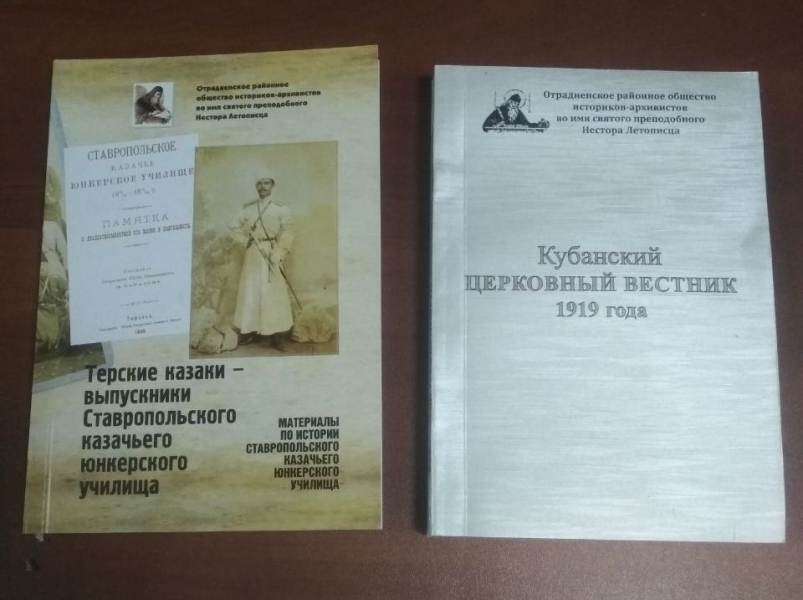 Отрадненское районное
общество историков-архивистов
во имя святого преподобного
Нестора Летописца
СТАВРОПОЛЬСКОЕ
КАЗАЧЬЕ
ЮНКЕРСКОЕ УЧИЛИЩЕ
ПАМЯТКА
Терские казаки –
выпускники
Ставропольского
казачьего
юнкерского
училища
МАТЕРИАЛЫ
ПО ИСТОРИИ
СТАВРОПОЛЬСКОГО
КАЗАЧЬЕГО
ЮНКЕРСКОГО
УЧИЛИЩА
Отрадненское районное общество
историков-архивистов
во имя святого преподобного
Нестора Летописца
Кубанский
ЦЕРКОВНЫЙ ВЕСТНИК
1919 года